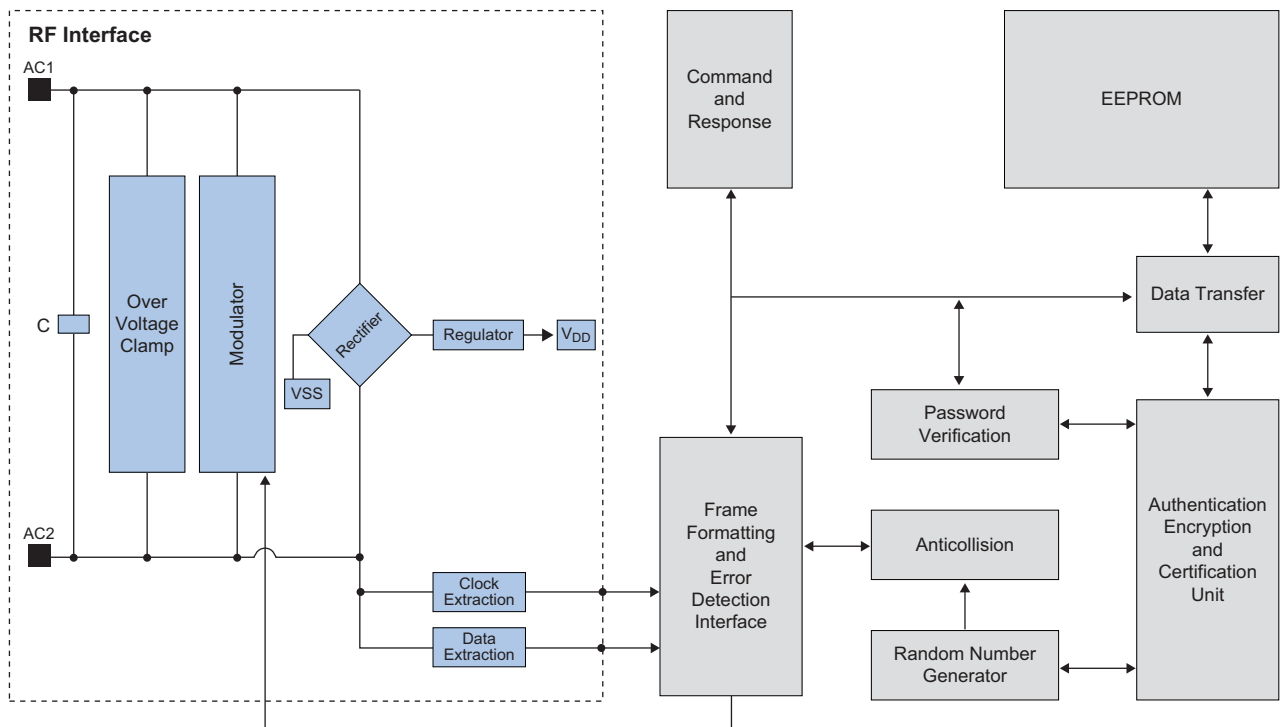 RF Interface
AC1
C
Over
Voltage
Clamp
Modulator
Rectifier
VSS
Regulator
VDD
AC2
Clock
Extraction
Data
Extraction
Command
and
Response
EEPROM
Data Transfer
Password
Verification
Frame
Formatting
and
Error
Detection
Interface
Anticollision
Random Number
Generator
Authentication
Encryption
and
Certification
Unit